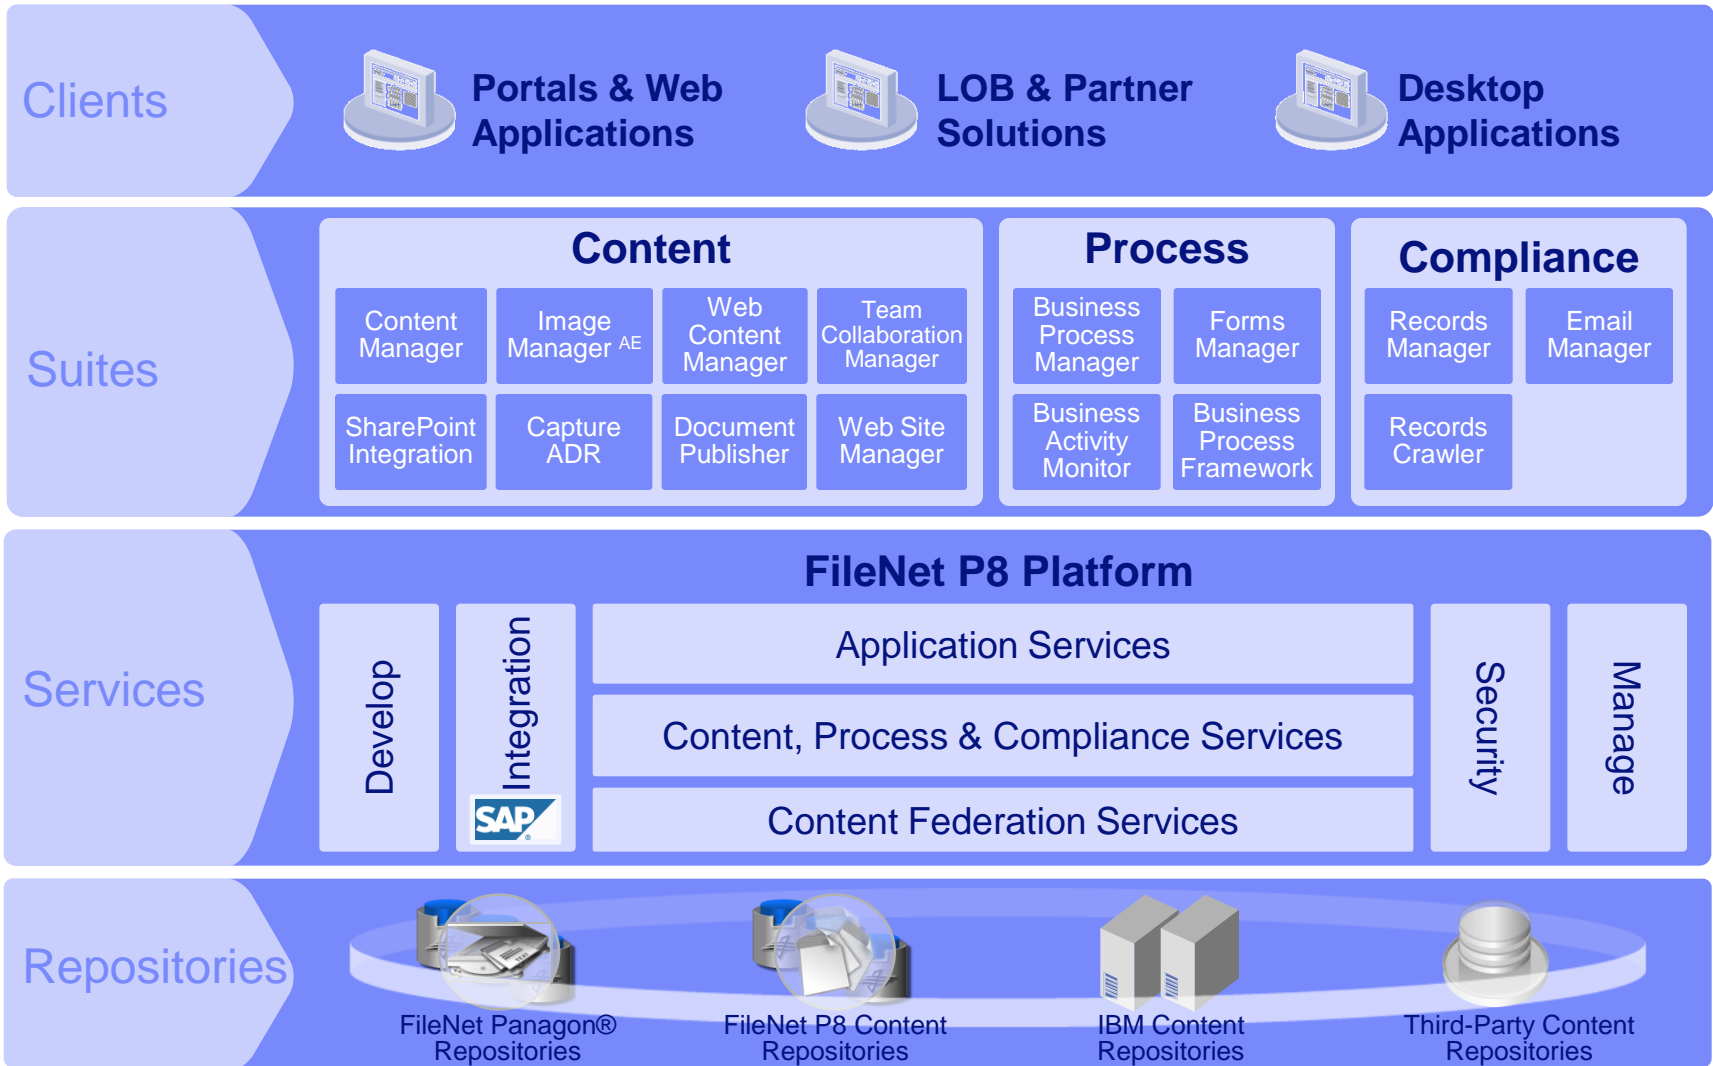 Clients
Portals & Web
Applications
LOB & Partner
Solutions
Desktop
Applications
Suites
Content
Content
Manager
Image
Manager AE
Web
Content
Manager
Team
Collaboration
Manager
SharePoint
Integration
Capture
ADR
Document
Publisher
Web Site
Manager
Process
Business
Process
Manager
Forms
Manager
Business
Activity
Monitor
Business
Process
Framework
Compliance
Records
Manager
Email
Manager
Records
Crawler
Services
FileNet P8 Platform
Develop
Integration
SAP
®
Application Services
Content, Process & Compliance Services
Content Federation Services
Security
Manage
Repositories
FileNet Panagon®
Repositories
FileNet P8 Content
Repositories
IBM Content
Repositories
Third-Party Content
Repositories